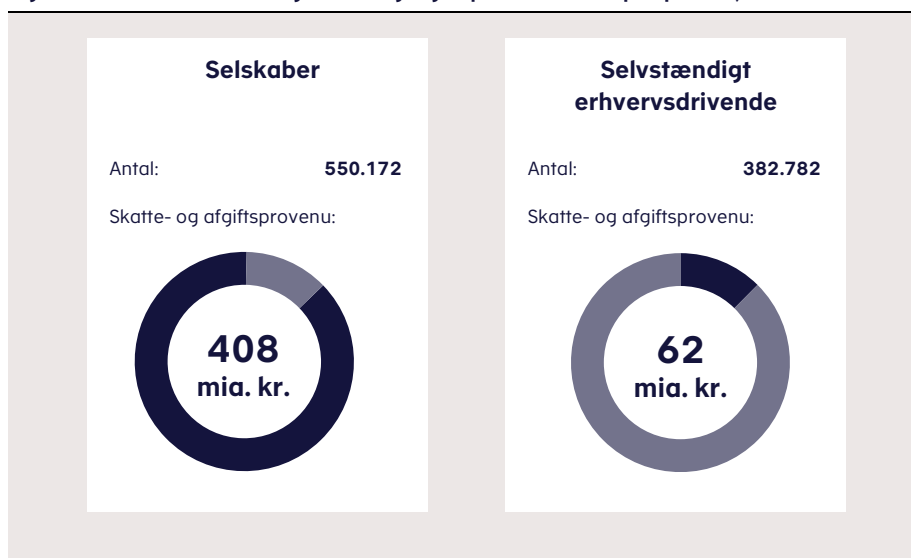 Selskaber
Antal: 550.172
Skatte- og afgiftsprovenu:
408
mia. kr.
Selvstændigt
erhvervsdrivende
Antal: 382.782
Skatte- og afgiftsprovenu:
62
mia. kr.